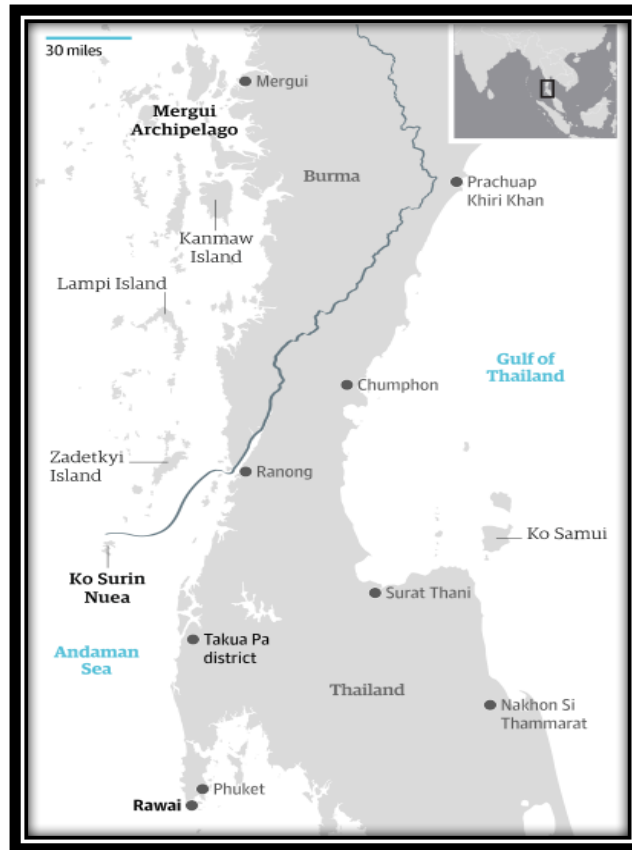 30 miles
Mergui
Mergui
Archipelago
Burma
Prachuap
Khiri Khan
Kanmaw
Island
Lampi Island
Gulf of
Thailand
Chumphon
Zadetkyi
Island
Ranong
Ko Samui
Ko Surin
Nuea
Surat Thani
Andaman
Sea
Takua Pa
district
Thailand
Nakhon Si
Thammarat
Phuket
Rawai